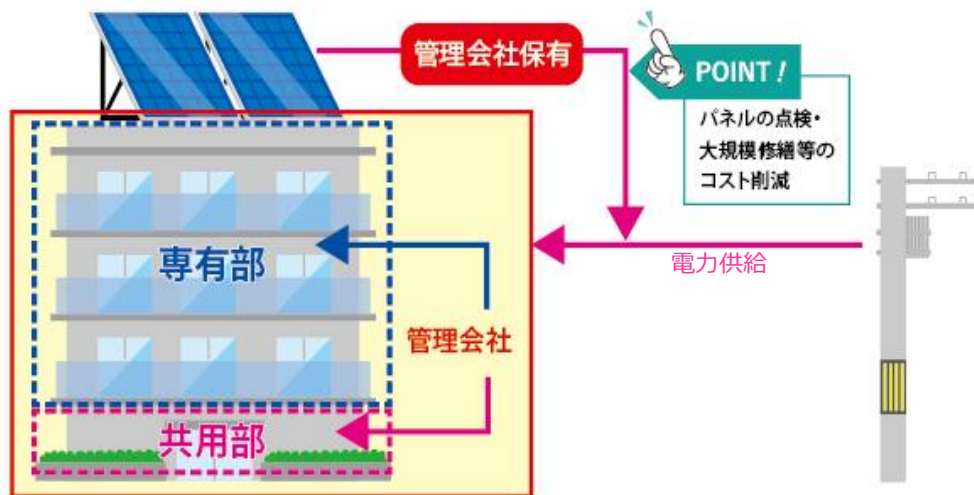 管理会社保有
POINT!
パネルの点検・
大規模修繕等の
コスト削減
電力供給
専有部
管理会社
共用部